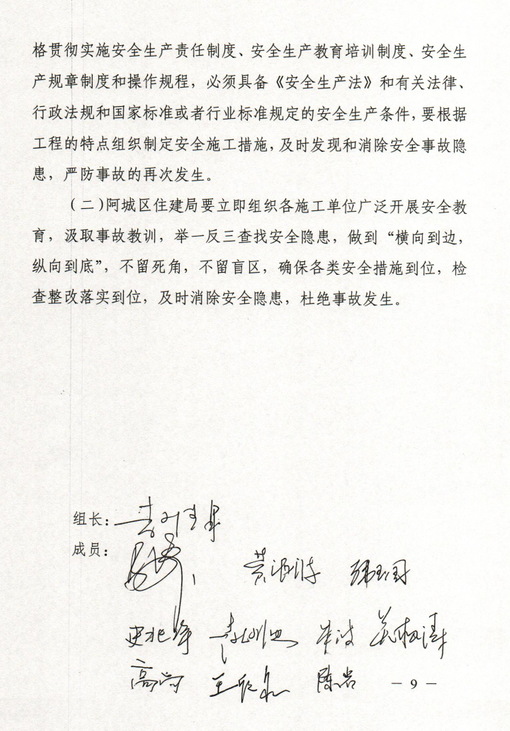 格贯彻实施安全生产责任制度、安全生产教育培训制度、安全生
产规章制度和操作规程，必须具备《安全生产法》和有关法律、
行政法规和国家标准或者行业标准规定的安全生产条件，要根据
工程的特点组织制定安全施工措施，及时发现和消除安全事故隐
患，严防事故的再次发生。
（二）阿城区住建局要立即组织各施工单位广泛开展安全教
育，汲取事故教训，举一反三查找安全隐患，做到“横向到边，
纵向到底”，不留死角，不留盲区，确保各类安全措施到位，检
查整改落实到位，及时消除安全隐患，杜绝事故发生。
组长：
成员：
高岩 陈岩
— 9 —